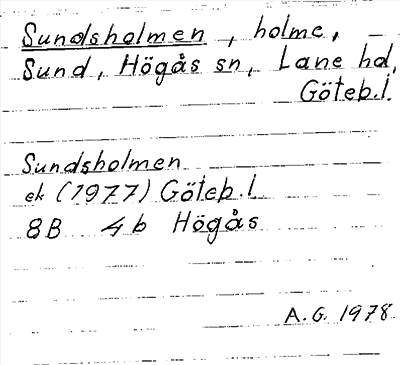 Sundsholmen, holme,
Sund, Högås sn, Lane hd,
Göteb.l.
Sundsholmen
ek (1977) Göteb.l
8B 4b Högås
A.G. 1978